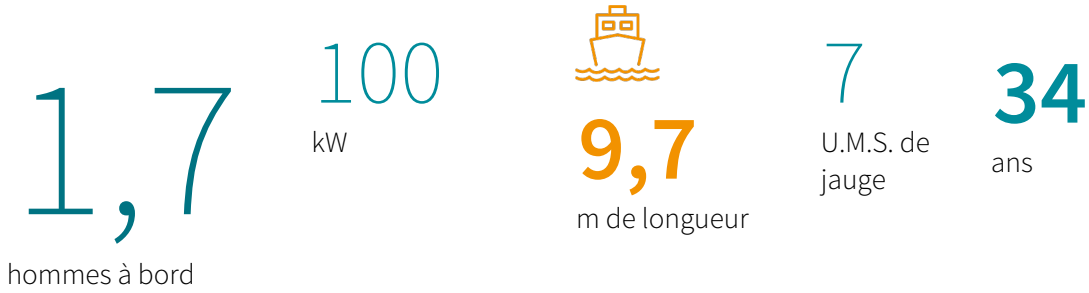 1,7
hommes à bord
100
kW
9,7
m de longueur
7
U.M.S. de
jauge
34
ans